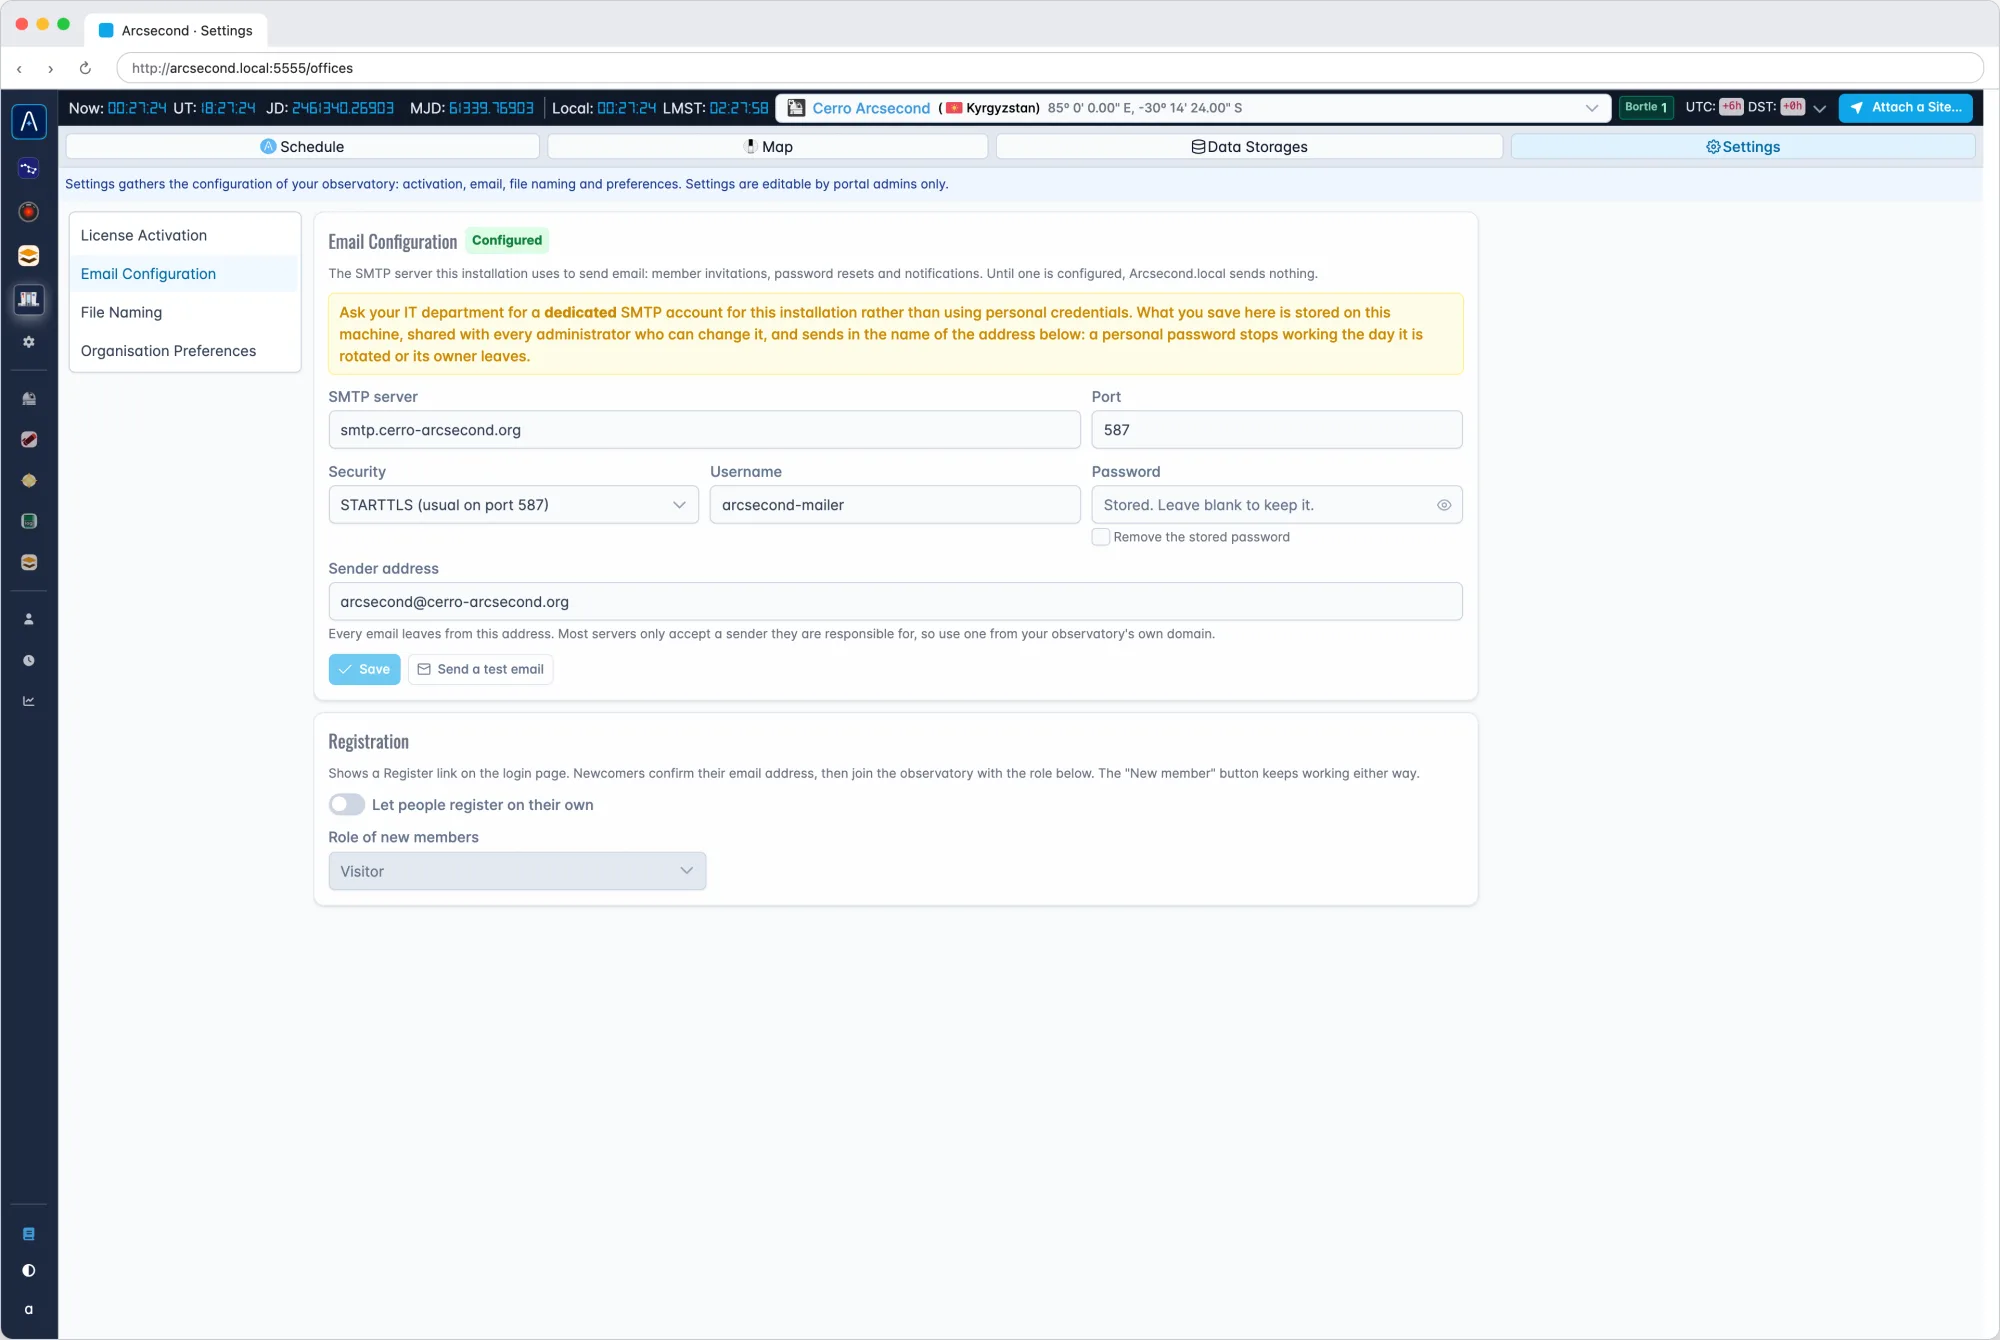 Arcsecond · Settings
http://arcsecond.local:5555/offices
Now: 00:27:24 UT: 18:27:24 JD: 2461340.26903 MJD: 61339.76903 Local: 00:27:24 LMST: 02:27:58 Cerro Arcsecond ( Kyrgyzstan) 85° 0' 0.00" E, -30° 14' 24.00" S Bortle 1 UTC: +6h DST: +0h Attach a Site...
Schedule Map Data Storages Settings
Settings gathers the configuration of your observatory: activation, email, file naming and preferences. Settings are editable by portal admins only.
License Activation
Email Configuration
File Naming
Organisation Preferences
Email Configuration Configured
The SMTP server this installation uses to send email: member invitations, password resets and notifications. Until one is configured, Arcsecond.local sends nothing.
Ask your IT department for a dedicated SMTP account for this installation rather than using personal credentials. What you save here is stored on this
machine, shared with every administrator who can change it, and sends in the name of the address below: a personal password stops working the day it is
rotated or its owner leaves.
SMTP server Port
smtp.cerro-arcsecond.org 587
Security Username Password
STARTTLS (usual on port 587) arcsecond-mailer Stored. Leave blank to keep it.
Remove the stored password
Sender address
arcsecond@cerro-arcsecond.org
Every email leaves from this address. Most servers only accept a sender they are responsible for, so use one from your observatory's own domain.
Save Send a test email
Registration
Shows a Register link on the login page. Newcomers confirm their email address, then join the observatory with the role below. The "New member" button keeps working either way.
Let people register on their own
Role of new members
Visitor
a